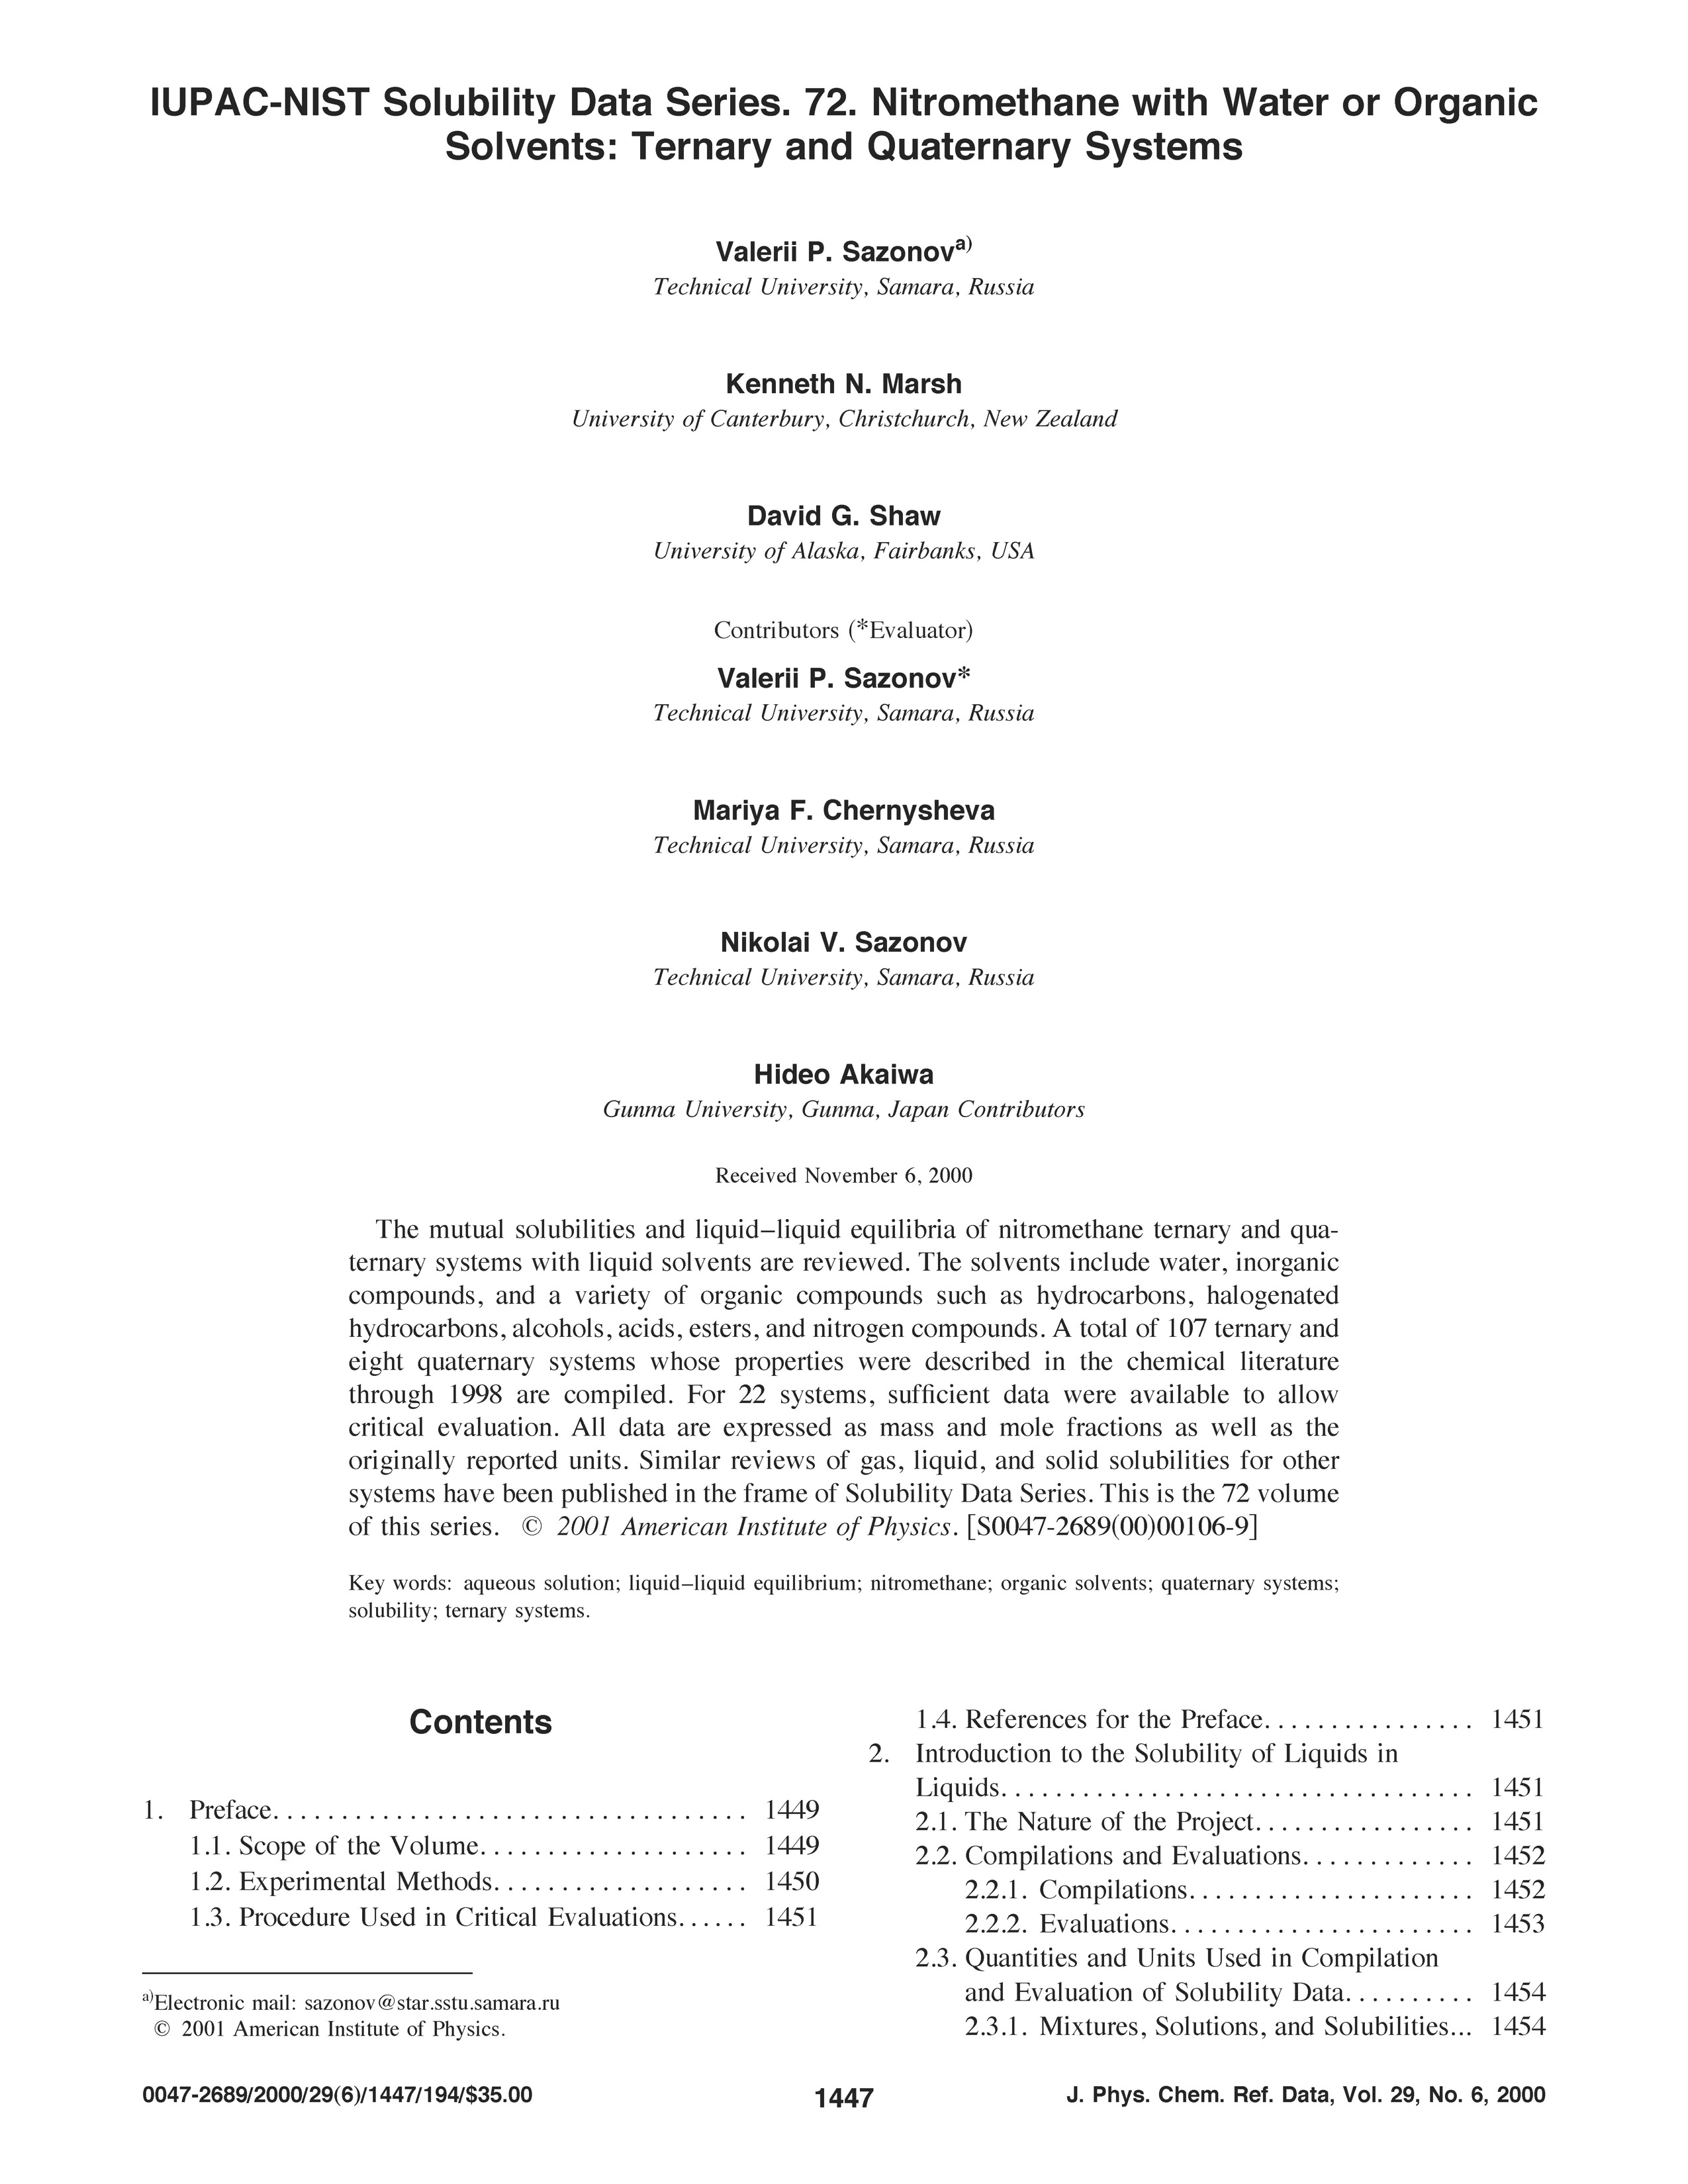 IUPAC-NIST Solubility Data Series. 72. Nitromethane with Water or Organic
Solvents: Ternary and Quaternary Systems
Valerii P. Sazonov a)
Technical University, Samara, Russia
Kenneth N. Marsh
University of Canterbury, Christchurch, New Zealand
David G. Shaw
University of Alaska, Fairbanks, USA
Contributors (*Evaluator)
Valerii P. Sazonov*
Technical University, Samara, Russia
Mariya F. Chernysheva
Technical University, Samara, Russia
Nikolai V. Sazonov
Technical University, Samara, Russia
Hideo Akaiwa
Gunma University, Gunma, Japan Contributors
Received November 6, 2000
The mutual solubilities and liquid–liquid equilibria of nitromethane ternary and qua-
ternary systems with liquid solvents are reviewed. The solvents include water, inorganic
compounds, and a variety of organic compounds such as hydrocarbons, halogenated
hydrocarbons, alcohols, acids, esters, and nitrogen compounds. A total of 107 ternary and
eight quaternary systems whose properties were described in the chemical literature
through 1998 are compiled. For 22 systems, sufficient data were available to allow
critical evaluation. All data are expressed as mass and mole fractions as well as the
originally reported units. Similar reviews of gas, liquid, and solid solubilities for other
systems have been published in the frame of Solubility Data Series. This is the 72 volume
of this series. © 2001 American Institute of Physics. [S0047-2689(00)00106-9]
Key words: aqueous solution; liquid–liquid equilibrium; nitromethane; organic solvents; quaternary systems;
solubility; ternary systems.
Contents
1. Preface. . . . . . . . . . . . . . . . . . . . . . . . . . . . . . . . . . . 1449
1.1. Scope of the Volume. . . . . . . . . . . . . . . . . . . . 1449
1.2. Experimental Methods. . . . . . . . . . . . . . . . . . . 1450
1.3. Procedure Used in Critical Evaluations. . . . . . 1451
1.4. References for the Preface. . . . . . . . . . . . . . . . 1451
2. Introduction to the Solubility of Liquids in
Liquids. . . . . . . . . . . . . . . . . . . . . . . . . . . . . . . . . . . 1451
2.1. The Nature of the Project. . . . . . . . . . . . . . . . . 1451
2.2. Compilations and Evaluations. . . . . . . . . . . . . 1452
2.2.1. Compilations. . . . . . . . . . . . . . . . . . . . . 1452
2.2.2. Evaluations. . . . . . . . . . . . . . . . . . . . . . . 1453
2.3. Quantities and Units Used in Compilation
and Evaluation of Solubility Data. . . . . . . . . . 1454
2.3.1. Mixtures, Solutions, and Solubilities... 1454
a)Electronic mail: sazonov@star.sstu.samara.ru
© 2001 American Institute of Physics.
0047-2689/2000/29(6)/1447/194/$35.00
1447
J. Phys. Chem. Ref. Data, Vol. 29, No. 6, 2000